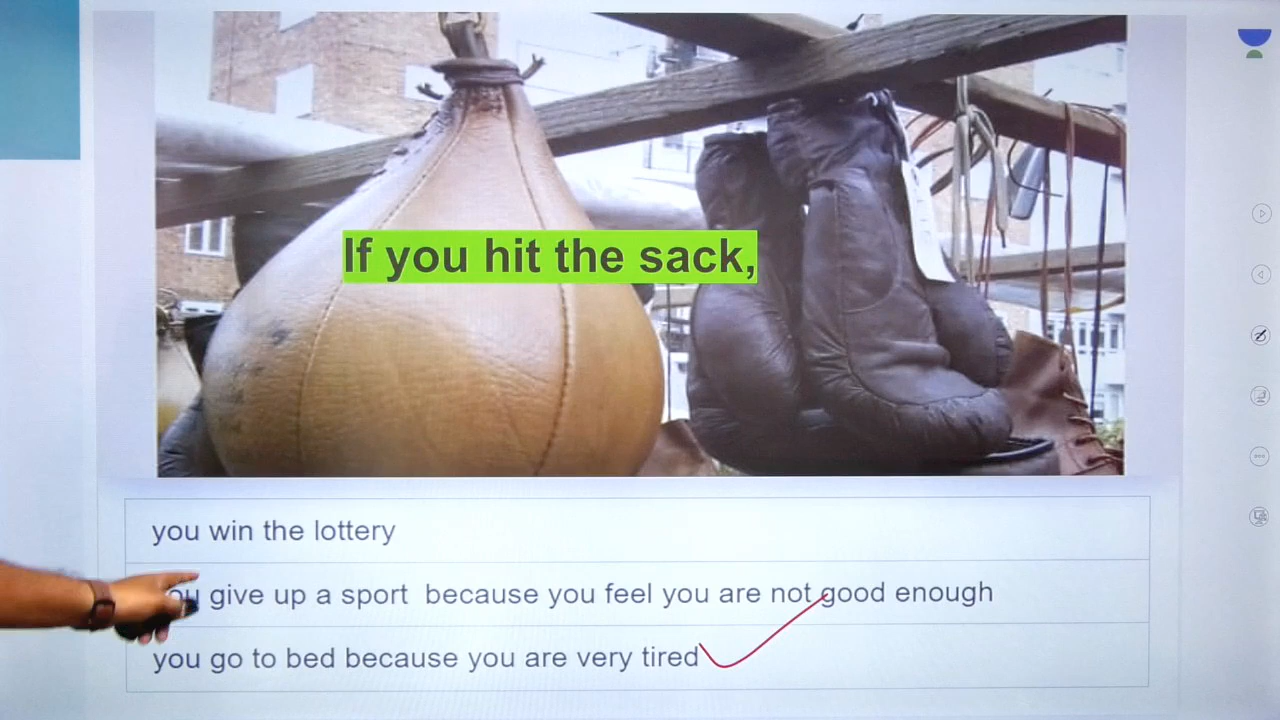 If you hit the sack,
you win the lottery
you give up a sport because you feel you are not good enough
you go to bed because you are very tired